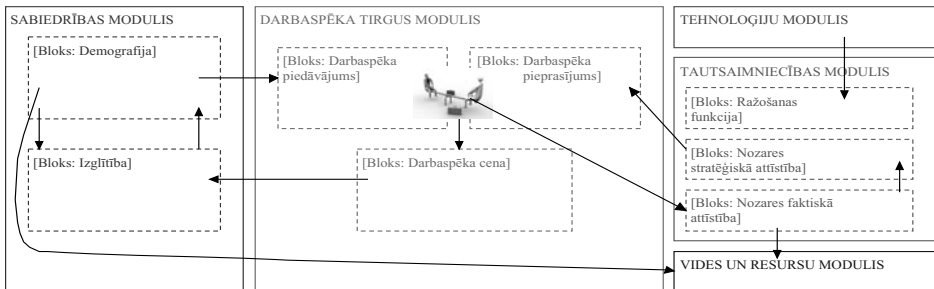 SABIEDRĪBAS MODULIS
[Bloks: Demografija]
[Bloks: Izglītība]
DARBASPĒKA TIRGUS MODULIS
[Bloks: Darbaspēka
piedāvājums]
[Bloks: Darbaspēka
pieprasījums]
[Bloks: Darbaspēka cena]
TEHNOLOĢIJU MODULIS
TAUTSAIMNIECĪBAS MODULIS
[Bloks: Ražošanas
funkcija]
[Bloks: Nozares
stratēģiskā attīstība]
[Bloks: Nozares faktiskā
attīstība]
VIDES UN RESURSU MODULIS